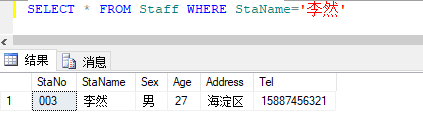 SELECT * FROM Staff WHERE StaName='李然'
结果 消息
StaNo StaName Sex Age Address Tel
1 003 李然 男 27 海淀区 15887456321